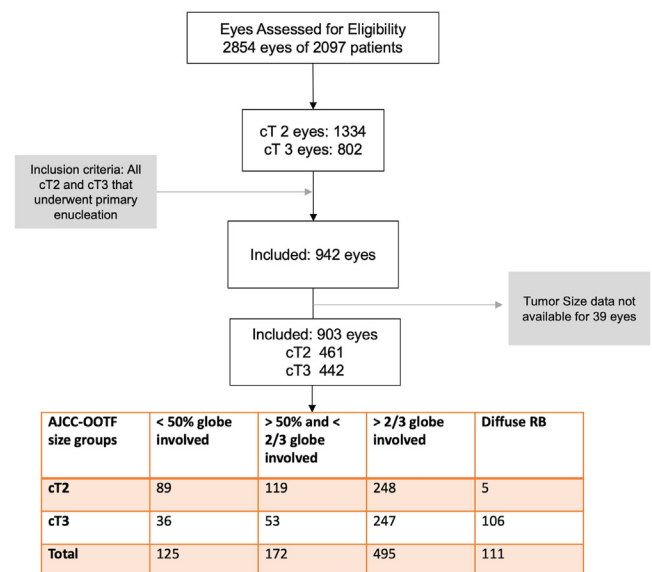 Eyes Assessed for Eligibility
2854 eyes of 2097 patients
cT 2 eyes: 1334
cT 3 eyes: 802
Inclusion criteria: All
cT2 and cT3 that
underwent primary
enucleation
Included: 942 eyes
Tumor Size data not
available for 39 eyes
Included: 903 eyes
cT2 461
cT3 442
AJCC-OOTF size groups | < 50% globe involved | > 50% and < 2/3 globe involved | > 2/3 globe involved | Diffuse RB
cT2 | 89 | 119 | 248 | 5
cT3 | 36 | 53 | 247 | 106
Total | 125 | 172 | 495 | 111